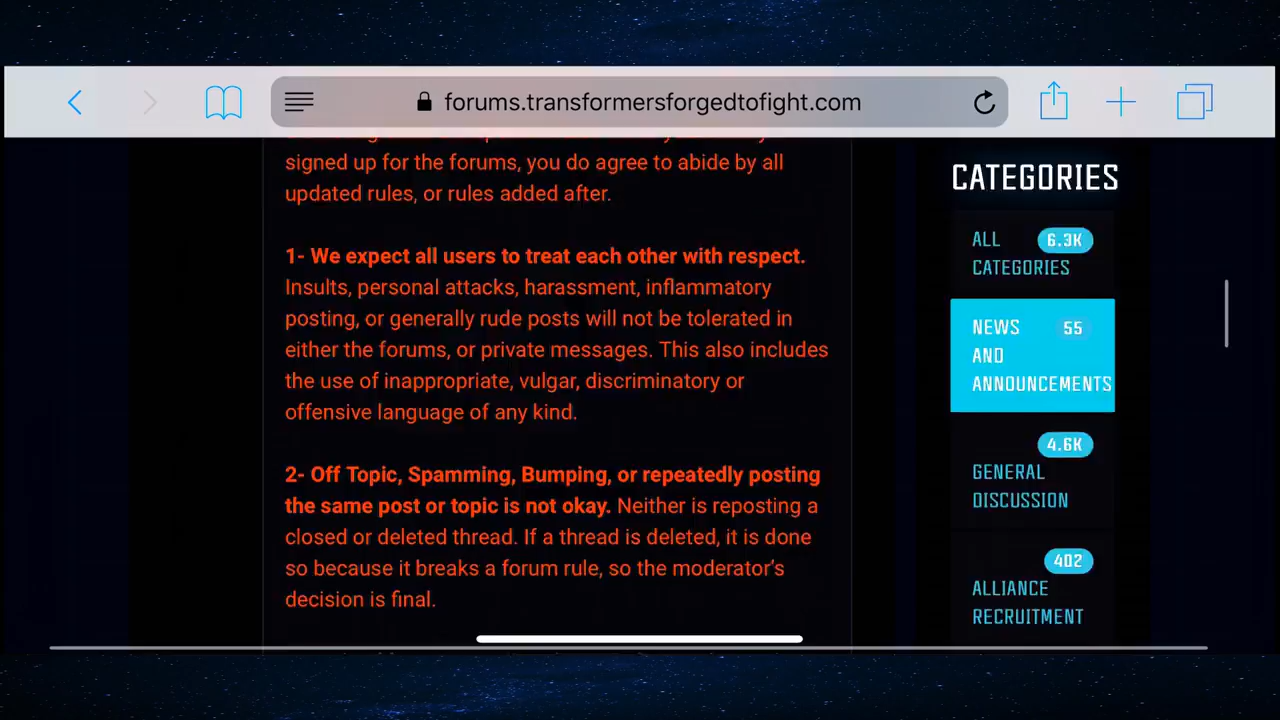 forums.transformersforgedtofight.com
signed up for the forums, you do agree to abide by all
updated rules, or rules added after.
1- We expect all users to treat each other with respect.
Insults, personal attacks, harassment, inflammatory
posting, or generally rude posts will not be tolerated in
either the forums, or private messages. This also includes
the use of inappropriate, vulgar, discriminatory or
offensive language of any kind.
2- Off Topic, Spamming, Bumping, or repeatedly posting
the same post or topic is not okay. Neither is reposting a
closed or deleted thread. If a thread is deleted, it is done
so because it breaks a forum rule, so the moderator's
decision is final.
CATEGORIES
ALL 6.3K
CATEGORIES
NEWS 55
AND
ANNOUNCEMENTS
4.6K
GENERAL
DISCUSSION
402
ALLIANCE
RECRUITMENT